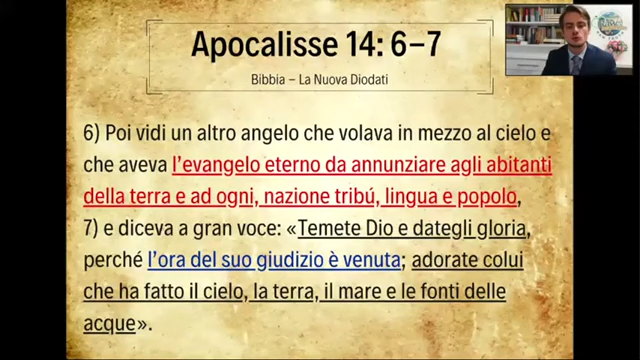 Apocalisse 14: 6–7
Bibbia – La Nuova Diodati
6) Poi vidi un altro angelo che volava in mezzo al cielo e
che aveva l’evangelo eterno da annunziare agli abitanti
della terra e ad ogni, nazione tribú, lingua e popolo,
7) e diceva a gran voce: «Temete Dio e dategli gloria,
perché l’ora del suo giudizio è venuta; adorate colui
che ha fatto il cielo, la terra, il mare e le fonti delle
acque».